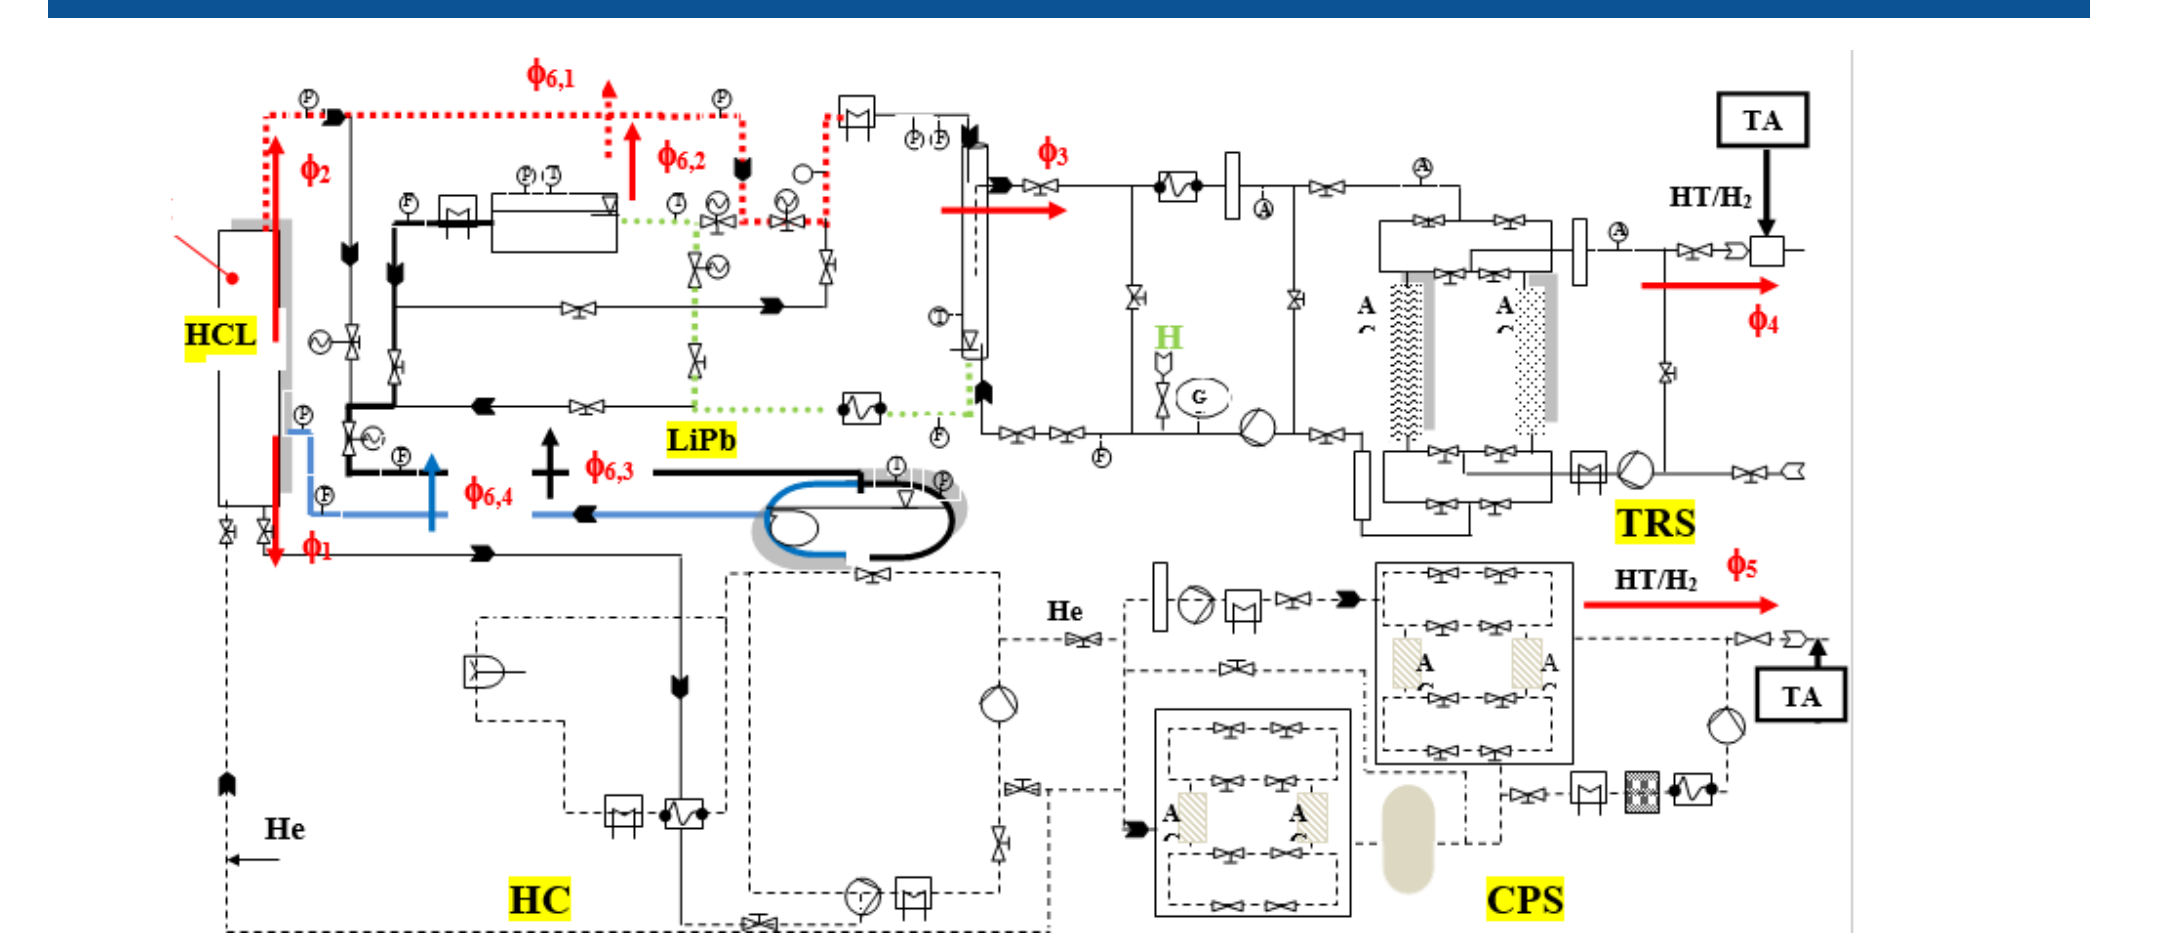 ϕ6,1
P
P
TA
P
F
ϕ3
ϕ2
ϕ6,2
A
P
T
HT/H2
F
T
A
A
ϕ4
A
A
T
HCL
H
G
P
LiPb
F
F
F
T
P
ϕ6,3
ϕ6,4
F
TRS
ϕ1
ϕ5
HT/H2
He
A
A
TA
A
A
He
HC
CPS